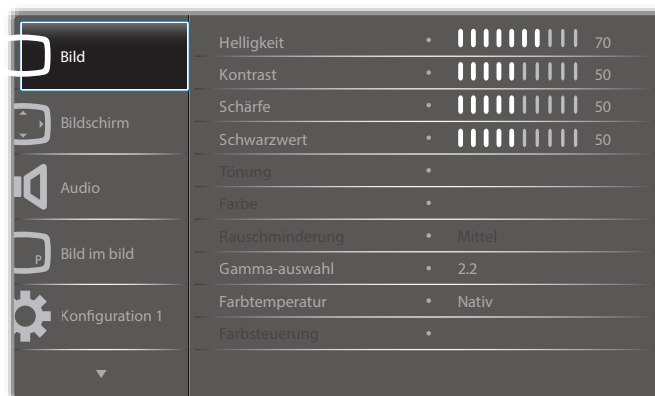 Bild
Bildschirm
Audio
P
Bild im bild
Konfiguration 1
Helligkeit • 70
Kontrast • 50
Schärfe • 50
Schwarzwert • 50
Tönung •
Farbe •
Rauschminderung • Mittel
Gamma-auswahl • 2.2
Farbtemperatur • Nativ
Farbsteuerung •